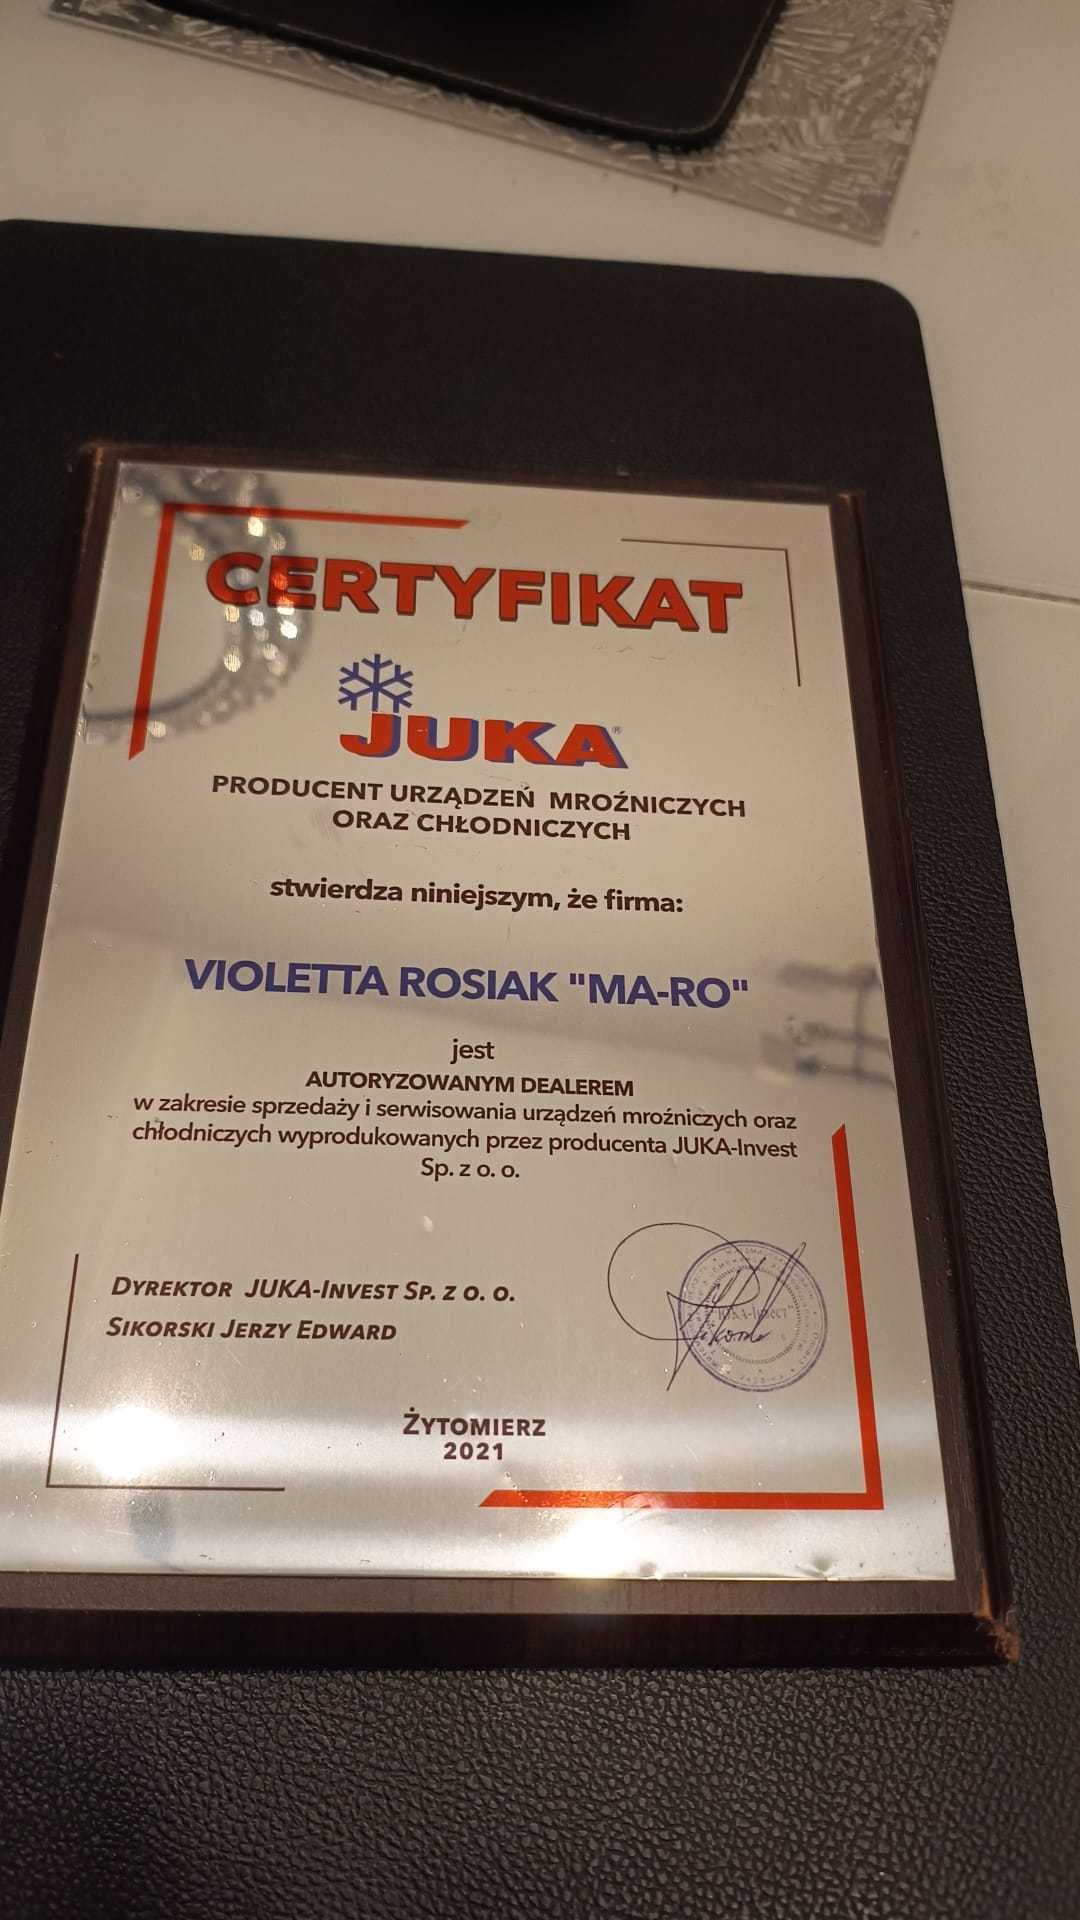 CERTYFIKAT
JUKA®
PRODUCENT URZĄDZEŃ MROŹNICZYCH
ORAZ CHŁODNICZYCH
stwierdza niniejszym, że firma:
VIOLETTA ROSIAK "MA-RO"
jest
AUTORYZOWANYM DEALEREM
w zakresie sprzedaży i serwisowania urządzeń mroźniczych oraz
chłodniczych wyprodukowanych przez producenta JUKA-Invest
Sp. z o. o.
DYREKTOR JUKA-INVEST SP. Z O. O.
SIKORSKI JERZY EDWARD
ŻYTOMIERZ
2021